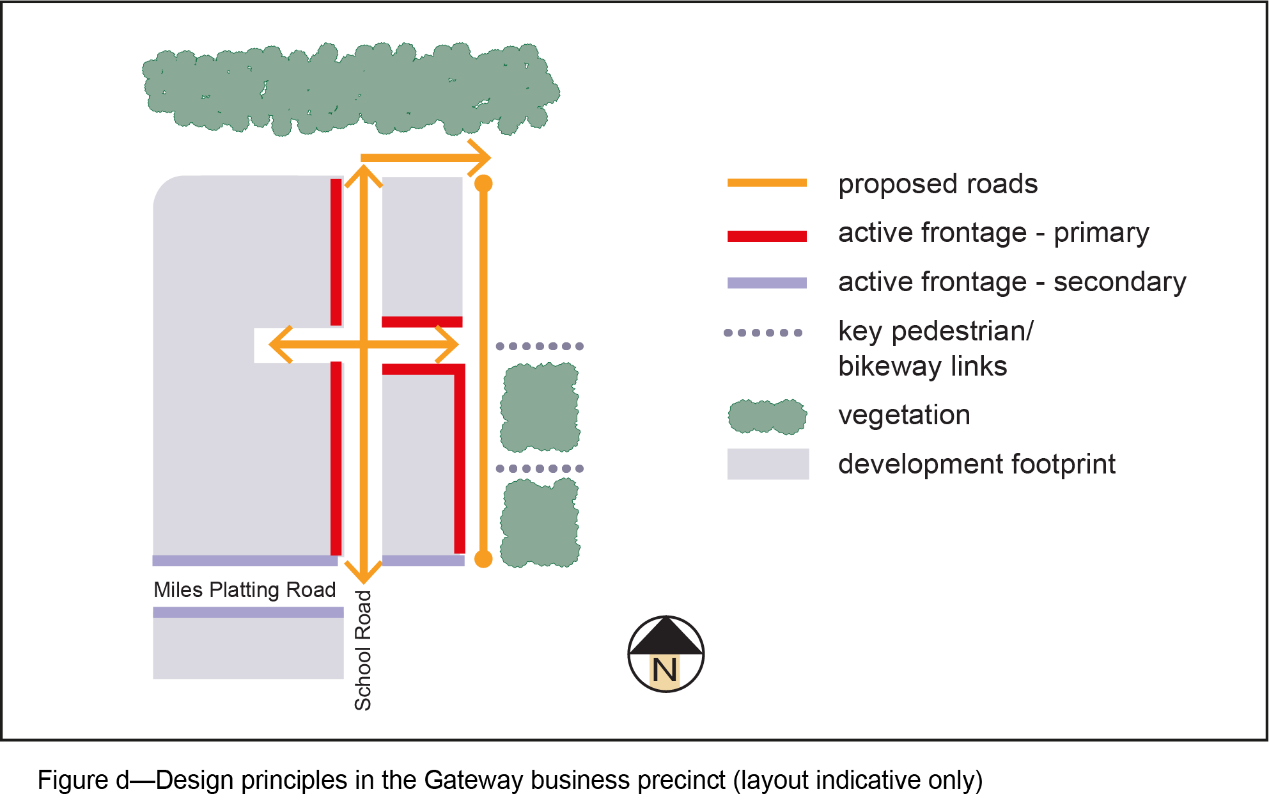 proposed roads
active frontage - primary
active frontage - secondary
key pedestrian/
bikeway links
vegetation
development footprint
Miles Platting Road
School Road
N
Figure d—Design principles in the Gateway business precinct (layout indicative only)